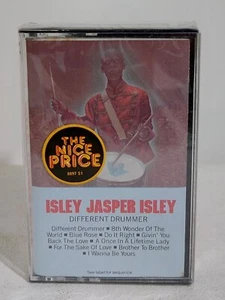 THE
NICE
PRICE
ISLEY JASPER ISLEY
DIFFERENT DRUMMER
Different Drummer ■ 8th Wonder Of The
World ■ Blue Rose ■ Do It Right ■ Givin' You
Back The Love ■ A Once In A Lifetime Lady
■ For The Sake Of Love ■ Brother To Brother
■ I Wanna Be Yours